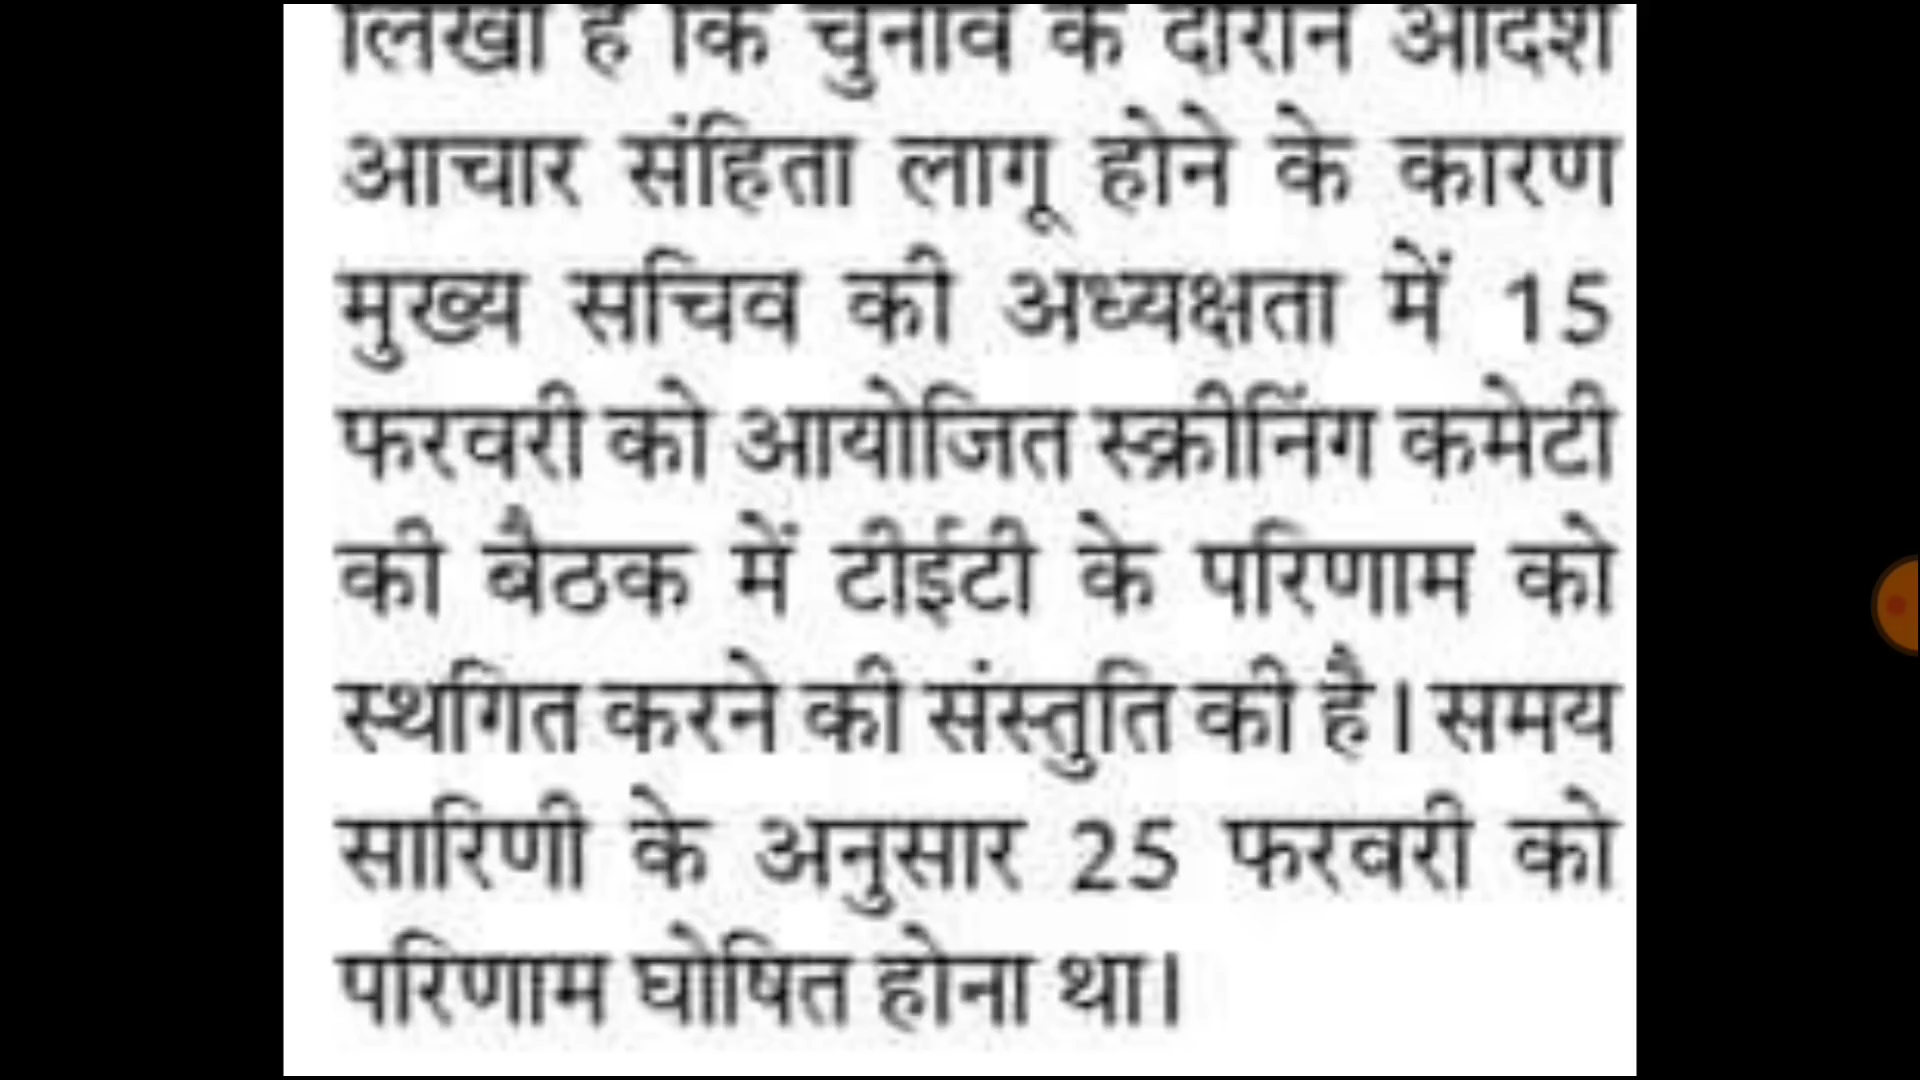 लिखा है कि चुनाव के दौरान आदर्श
आचार संहिता लागू होने के कारण
मुख्य सचिव की अध्यक्षता में 15
फरवरी को आयोजित स्क्रीनिंग कमेटी
की बैठक में टीईटी के परिणाम को
स्थगित करने की संस्तुति की है। समय
सारिणी के अनुसार 25 फरवरी को
परिणाम घोषित होना था।